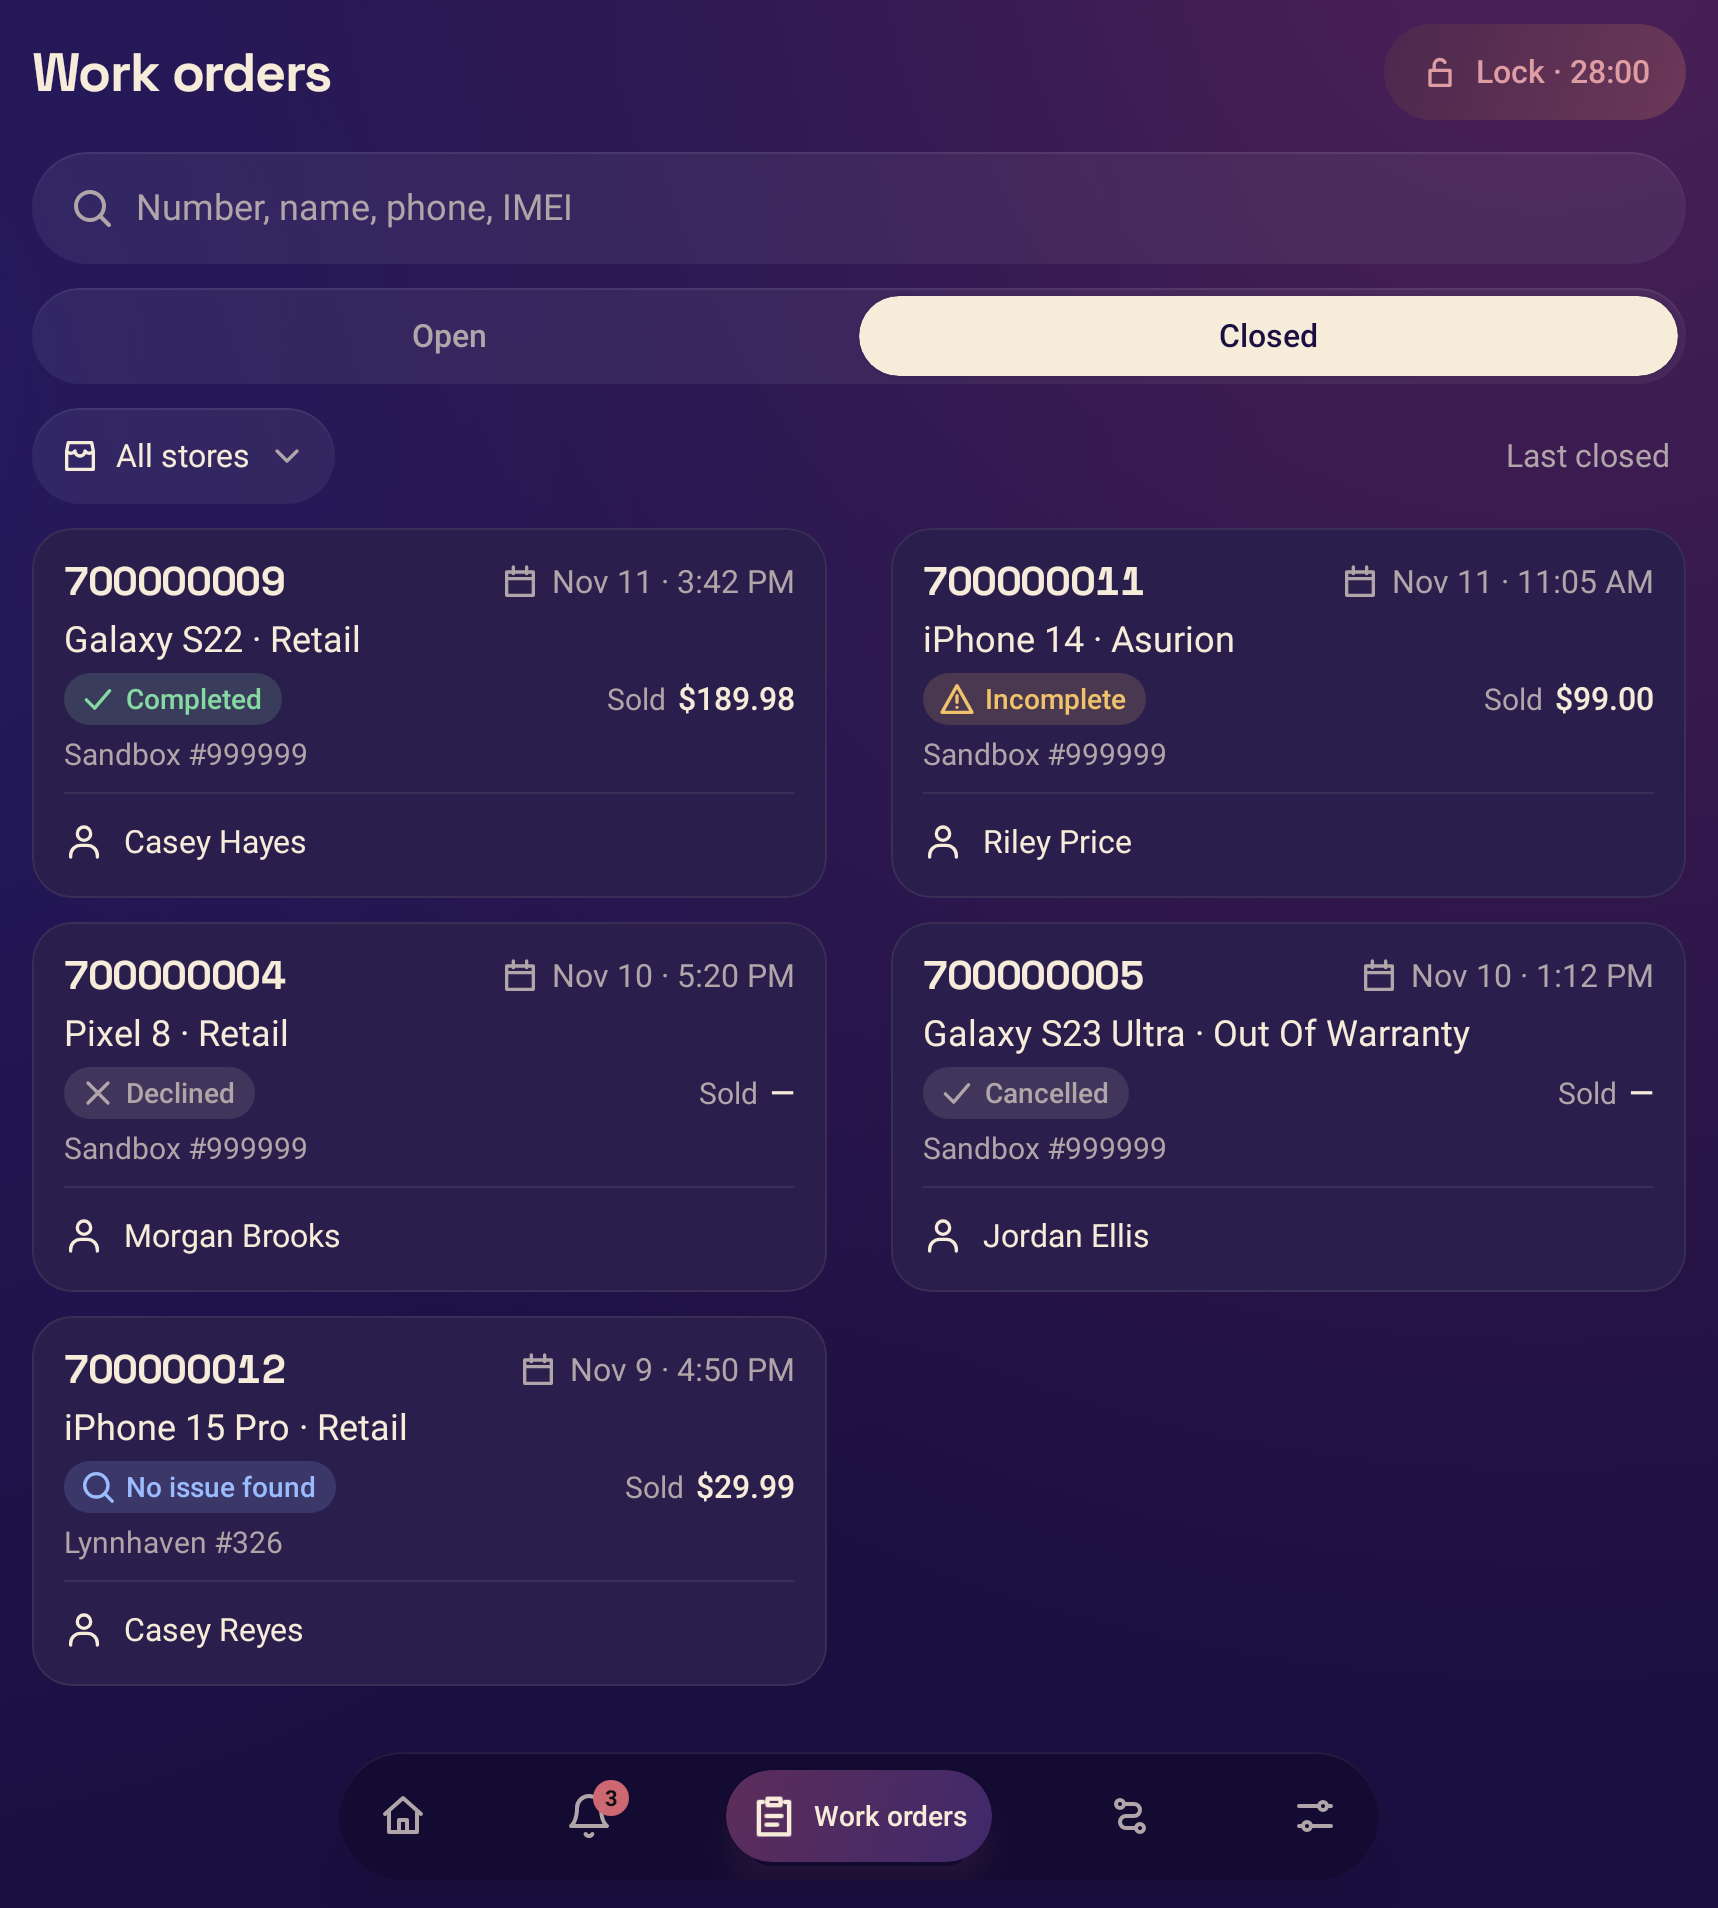 Work orders
Lock · 28:00
Number, name, phone, IMEI
Open
Closed
All stores
Last closed
700000009
Nov 11 · 3:42 PM
Galaxy S22 · Retail
Completed
Sold $189.98
Sandbox #999999
Casey Hayes
700000011
Nov 11 · 11:05 AM
iPhone 14 · Asurion
Incomplete
Sold $99.00
Sandbox #999999
Riley Price
700000004
Nov 10 · 5:20 PM
Pixel 8 · Retail
Declined
Sold –
Sandbox #999999
Morgan Brooks
700000005
Nov 10 · 1:12 PM
Galaxy S23 Ultra · Out Of Warranty
Cancelled
Sold –
Sandbox #999999
Jordan Ellis
700000012
Nov 9 · 4:50 PM
iPhone 15 Pro · Retail
No issue found
Sold $29.99
Lynnhaven #326
Casey Reyes
3
Work orders